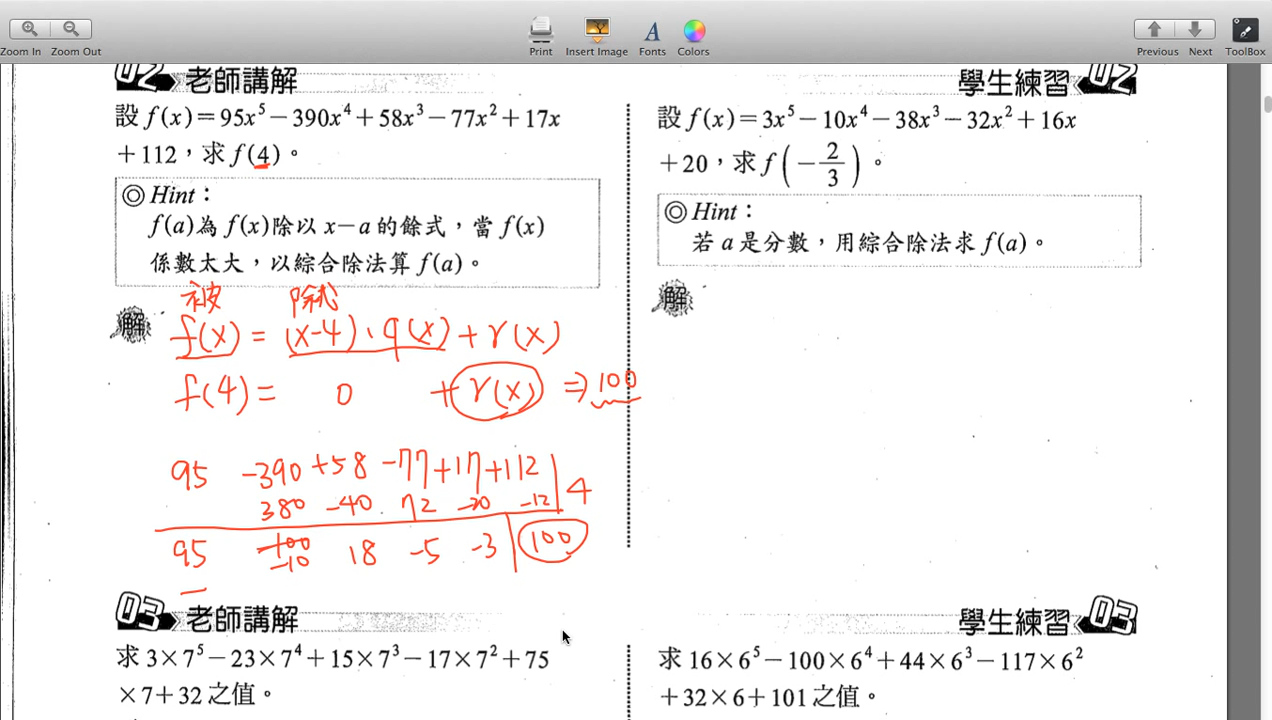 Zoom In Zoom Out Print Insert Image Fonts Colors Previous Next ToolBox
02 老師講解
設 f(x)=95x⁵－390x⁴＋58x³－77x²＋17x
＋112，求 f(4)。
◎ Hint：
f(a)為 f(x)除以 x－a 的餘式，當 f(x)
係數太大，以綜合除法算 f(a)。
解
被 除式
f(x) = (x-4)·q(x) + r(x)
f(4) = 0 + r(x) ⇒ 100
95 -390 +58 -77 +17 +112
380 -40 72 -20 -12 4
95 -100 18 -5 -3 100
-10
學生練習 02
設 f(x)=3x⁵－10x⁴－38x³－32x²＋16x
＋20，求 f(－2/3)。
◎ Hint：
若 a 是分數，用綜合除法求 f(a)。
解
03 老師講解
求 3×7⁵－23×7⁴＋15×7³－17×7²＋75
×7＋32 之值。
學生練習 03
求 16×6⁵－100×6⁴＋44×6³－117×6²
＋32×6＋101 之值。